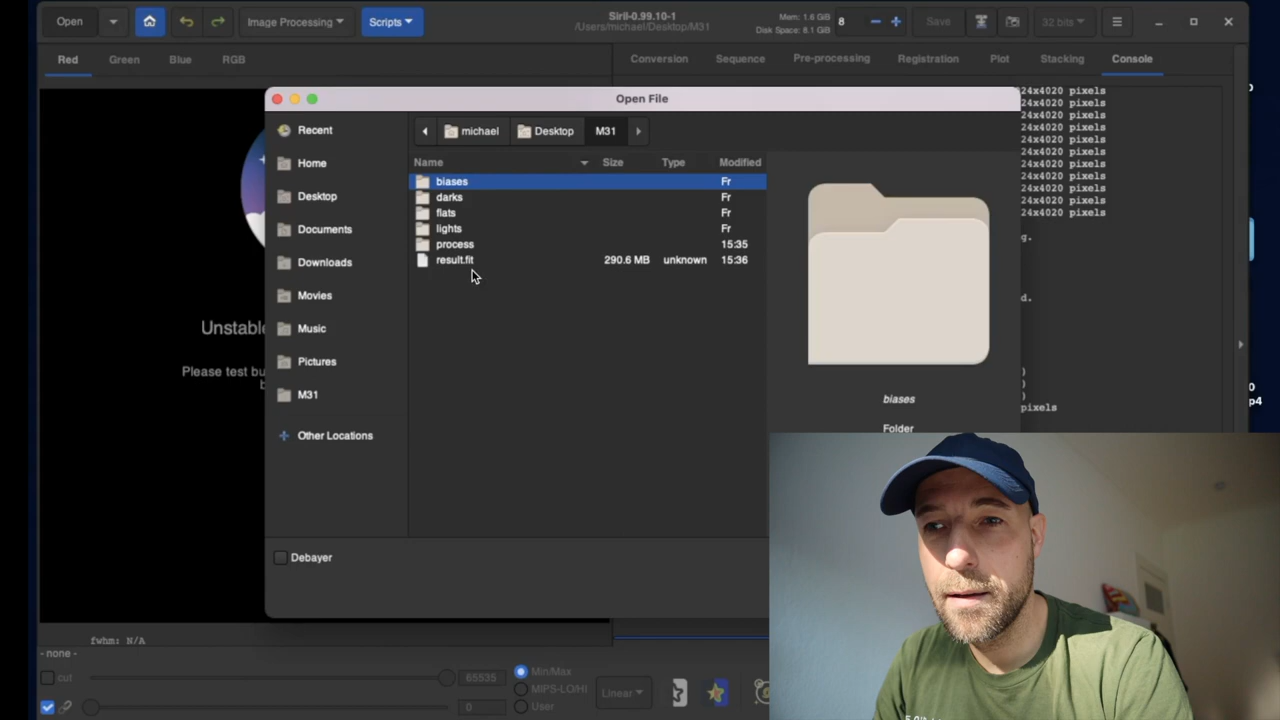 Open
Image Processing
Scripts
Siril-0.99.10-1
/Users/michael/Desktop/M31
Mem: 1.6 GiB
Disk Space: 8.1 GiB
8
Save
32 bits
Red
Green
Blue
RGB
Conversion
Sequence
Pre-processing
Registration
Plot
Stacking
Console
Open File
Recent
Home
Desktop
Documents
Downloads
Movies
Music
Pictures
M31
Other Locations
michael
Desktop
M31
Name
Size
Type
Modified
biases
Fr
darks
Fr
flats
Fr
lights
Fr
process
15:35
result.fit
290.6 MB
unknown
15:36
biases
Folder
Debayer
24x4020 pixels
24x4020 pixels
24x4020 pixels
24x4020 pixels
24x4020 pixels
24x4020 pixels
24x4020 pixels
24x4020 pixels
24x4020 pixels
24x4020 pixels
24x4020 pixels
g.
d.
)
)
)
pixels
0
p4
Unstable
Please test bu
b
fwhm: N/A
- none -
cut
65535
0
Min/Max
MIPS-LO/HI
User
Linear